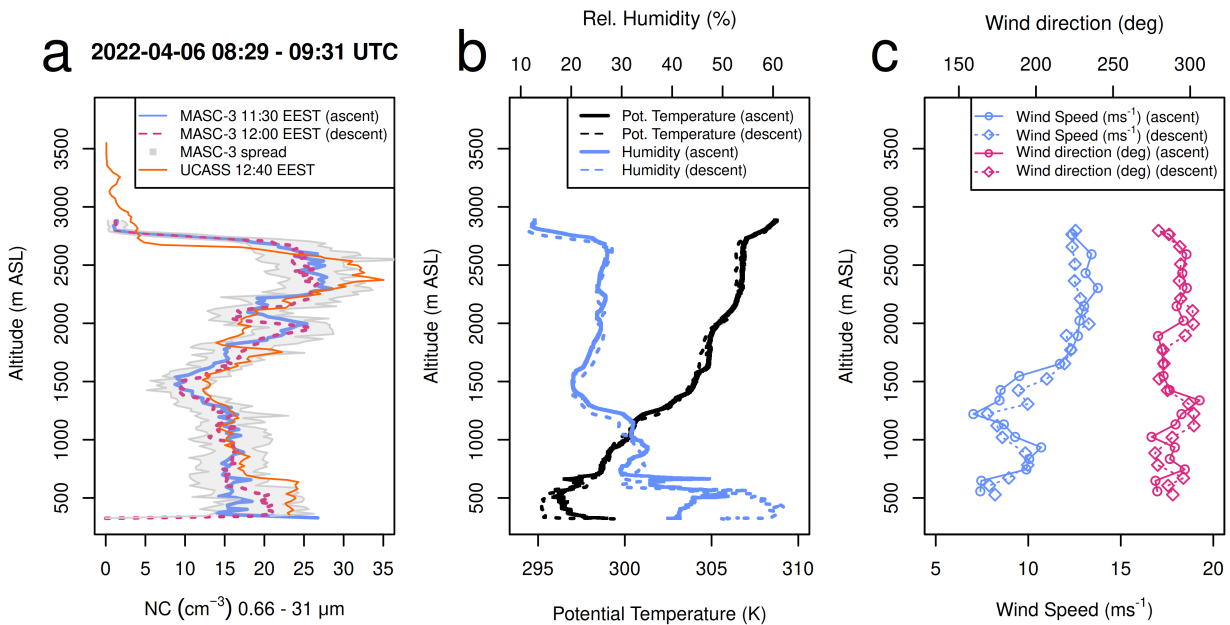 a
2022-04-06 08:29 - 09:31 UTC
MASC-3 11:30 EEST (ascent)
MASC-3 12:00 EEST (descent)
MASC-3 spread
UCASS 12:40 EEST
Altitude (m ASL)
500 1000 1500 2000 2500 3000 3500
0 5 10 15 20 25 30 35
NC (cm⁻³) 0.66 - 31 µm
b
Rel. Humidity (%)
10 20 30 40 50 60
Pot. Temperature (ascent)
Pot. Temperature (descent)
Humidity (ascent)
Humidity (descent)
Altitude (m ASL)
500 1000 1500 2000 2500 3000 3500
295 300 305 310
Potential Temperature (K)
c
Wind direction (deg)
160 200 240 280
Wind Speed (ms⁻¹) (ascent)
Wind Speed (ms⁻¹) (descent)
Wind direction (deg) (ascent)
Wind direction (deg) (descent)
Altitude (m ASL)
500 1000 1500 2000 2500 3000 3500
5 10 15 20
Wind Speed (ms⁻¹)